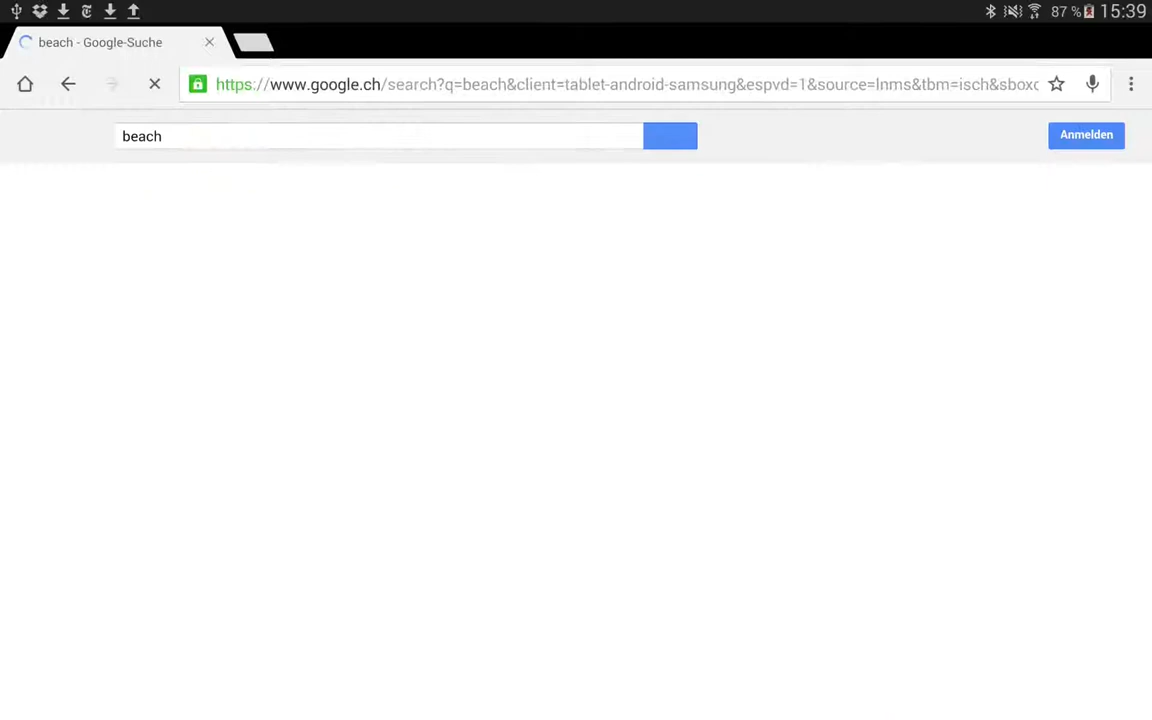 87 % 15:39
beach - Google-Suche
https://www.google.ch/search?q=beach&client=tablet-android-samsung&espvd=1&source=lnms&tbm=isch&sboxc
beach
Anmelden